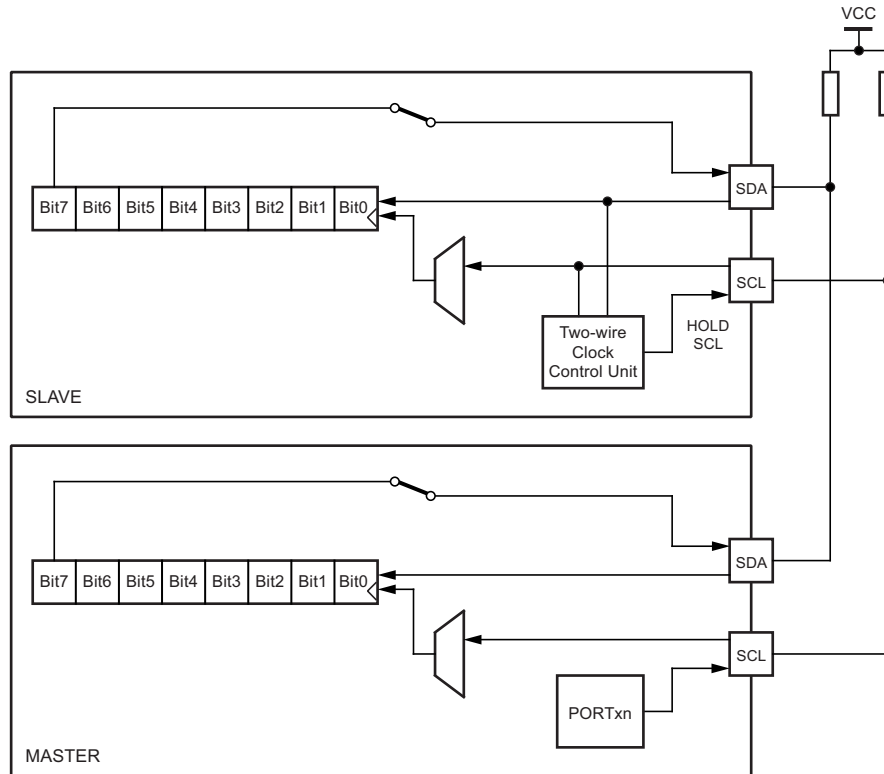 VCC
Bit7 Bit6 Bit5 Bit4 Bit3 Bit2 Bit1 Bit0
SDA
SCL
Two-wire
Clock
Control Unit
HOLD
SCL
SLAVE
Bit7 Bit6 Bit5 Bit4 Bit3 Bit2 Bit1 Bit0
SDA
SCL
PORTxn
MASTER